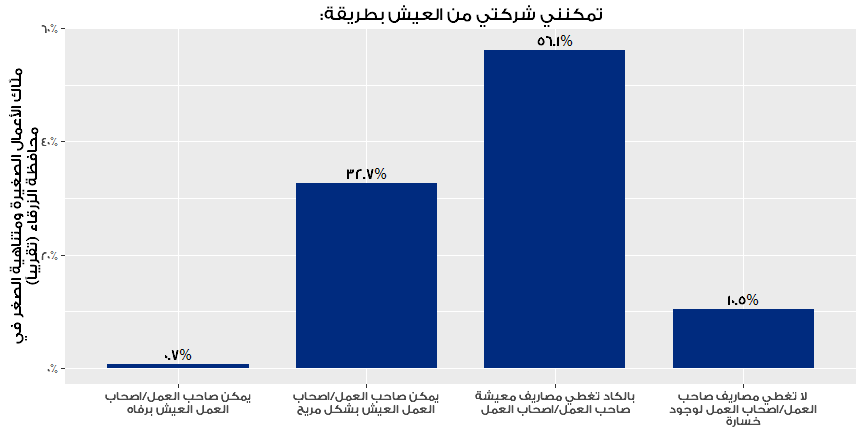 تمكنني شركتي من العيش بطريقة:
ملّاك الأعمال الصغيرة ومتناهية الصغر في
محافظة الزرقاء (تقريباً)
٦٠%
٤٠%
٢٠%
٠%
٠.٧%
٣٢.٧%
٥٦.١%
١٠.٥%
يمكن صاحب العمل/اصحاب
العمل العيش برفاه
يمكن صاحب العمل/اصحاب
العمل العيش بشكل مريح
بالكاد تغطي مصاريف معيشة
صاحب العمل/اصحاب العمل
لا تغطي مصاريف صاحب
العمل/اصحاب العمل لوجود
خسارة